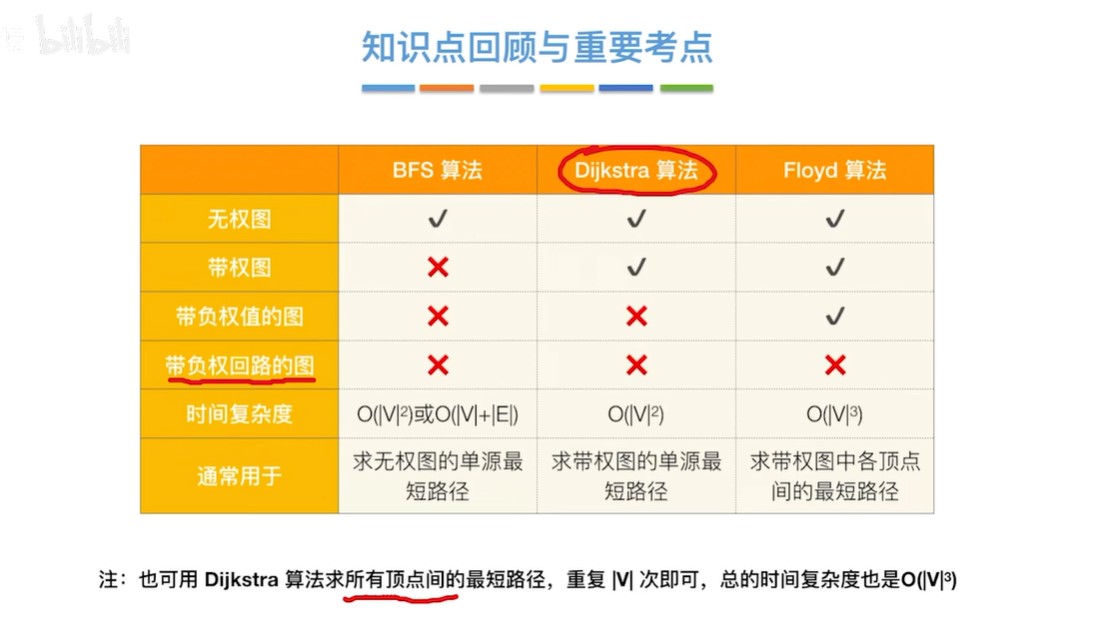 bilibili
知识点回顾与重要考点
BFS 算法 Dijkstra 算法 Floyd 算法
无权图 ✓ ✓ ✓
带权图 ✕ ✓ ✓
带负权值的图 ✕ ✕ ✓
带负权回路的图 ✕ ✕ ✕
时间复杂度 O(|V|²)或O(|V|+|E|) O(|V|²) O(|V|³)
通常用于 求无权图的单源最短路径 求带权图的单源最短路径 求带权图中各顶点间的最短路径
注：也可用 Dijkstra 算法求所有顶点间的最短路径，重复 |V| 次即可，总的时间复杂度也是O(|V|³)